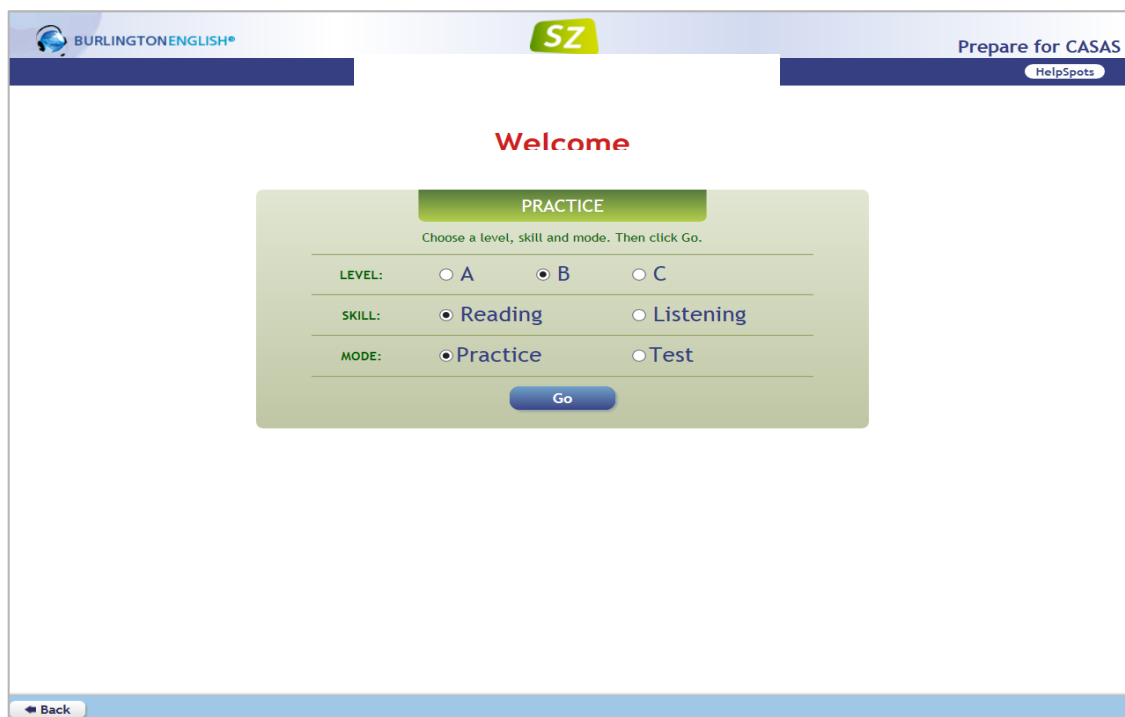 BURLINGTONENGLISH®
SZ
Prepare for CASAS
HelpSpots
Welcome
PRACTICE
Choose a level, skill and mode. Then click Go.
LEVEL: A B C
SKILL: Reading Listening
MODE: Practice Test
Go
Back